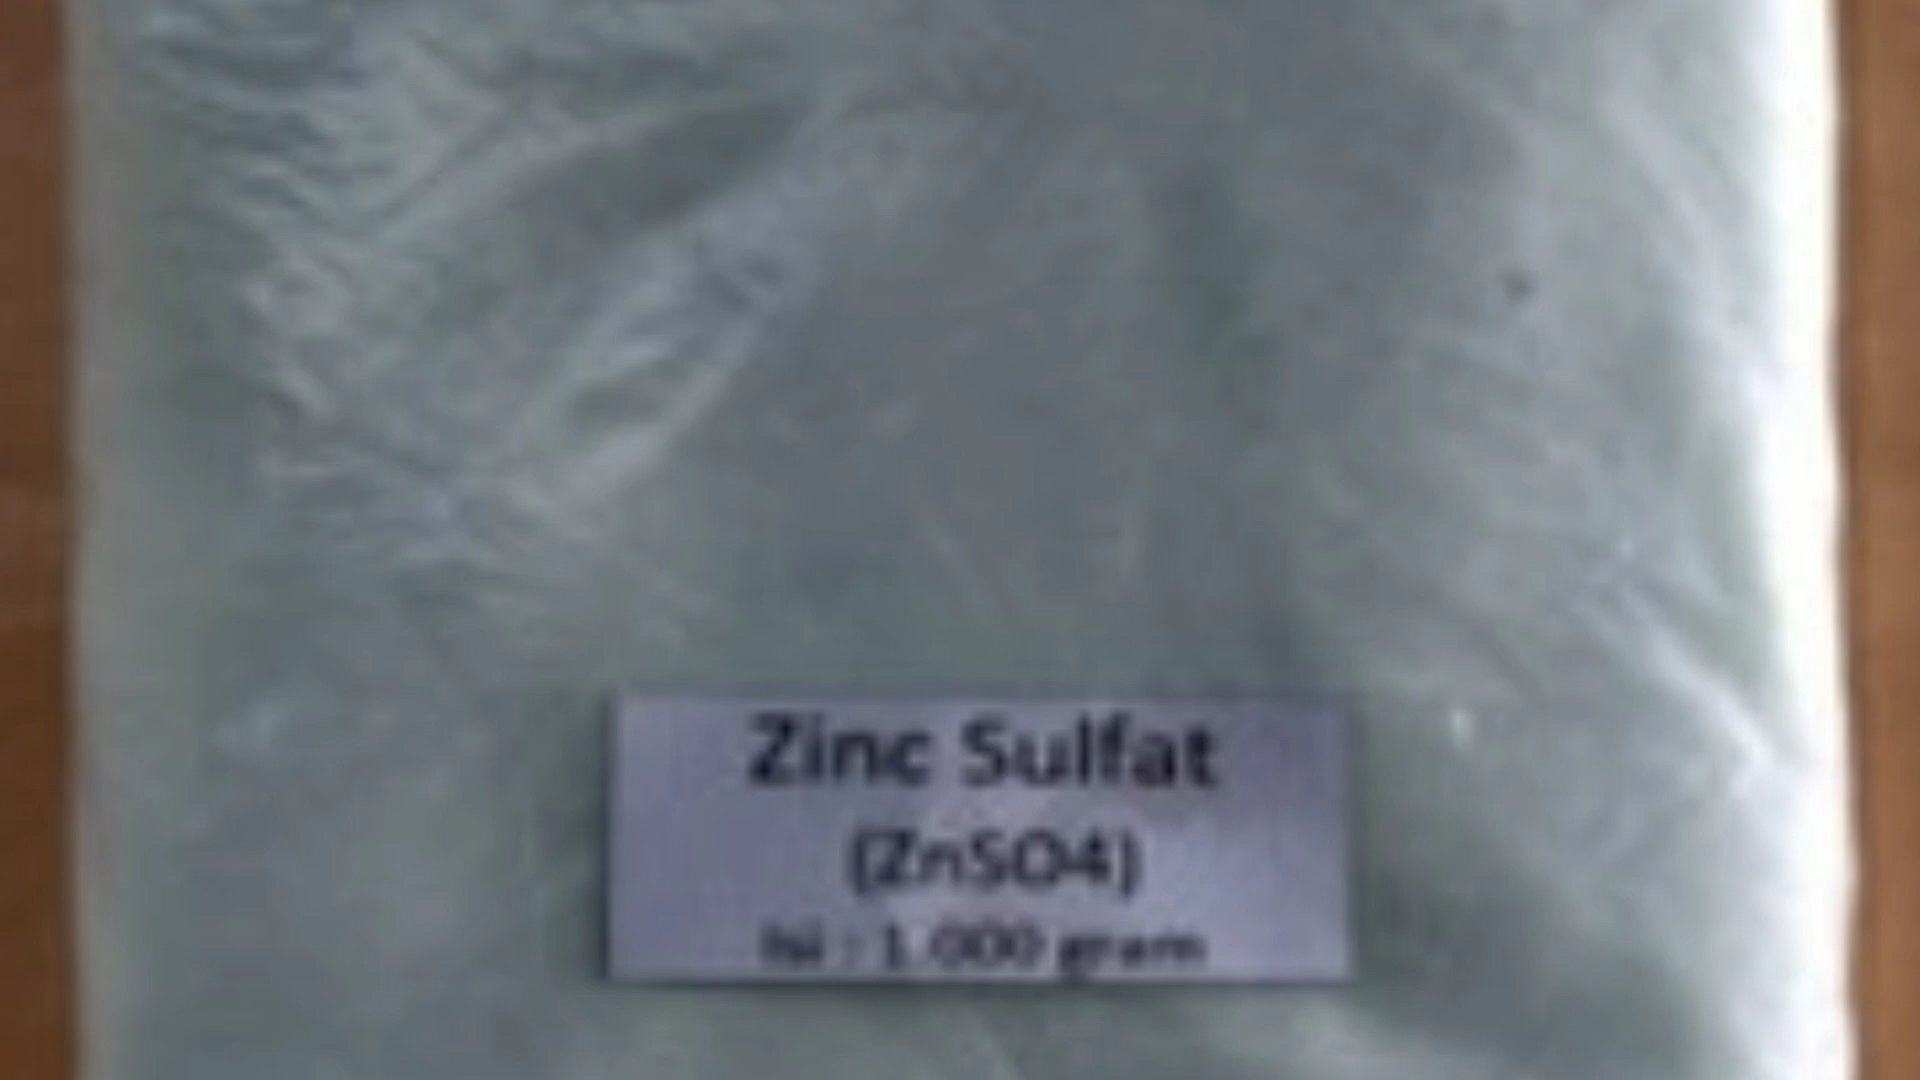 Zinc Sulfat
(ZnSO4)
Isi : 1.000 gram